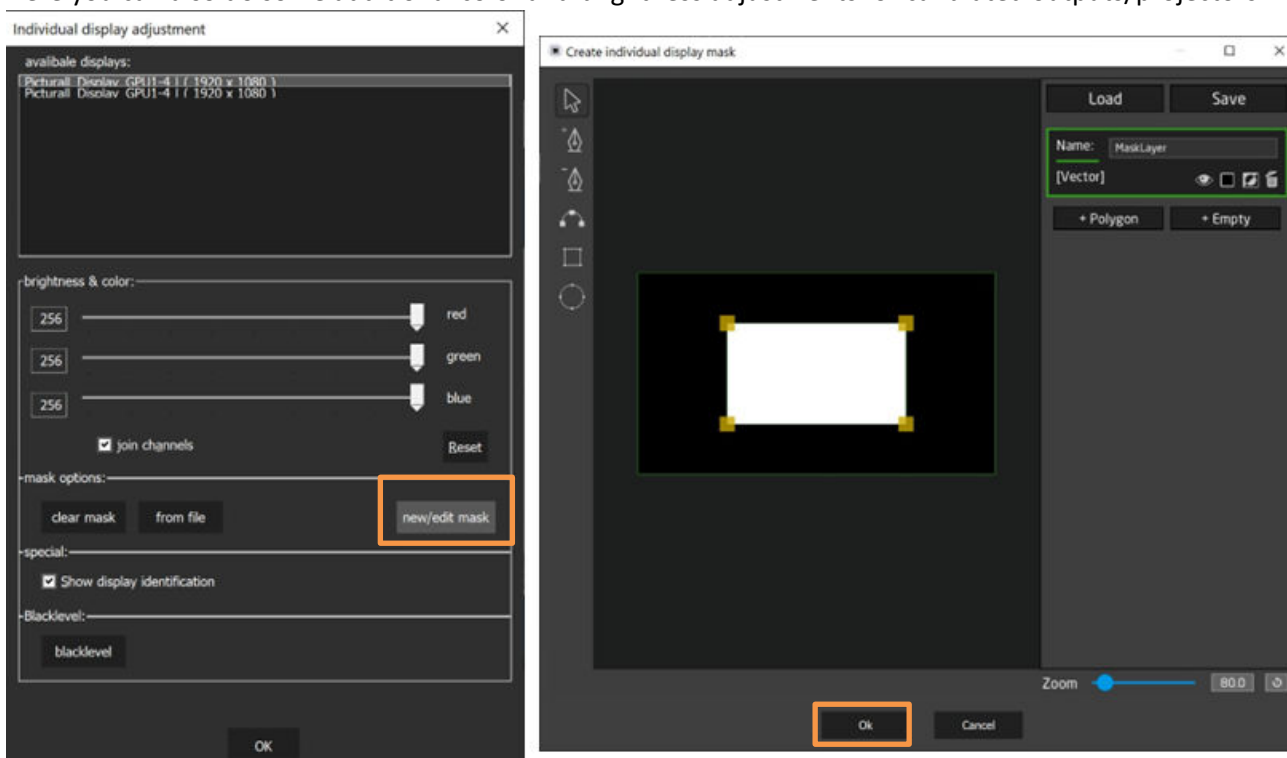 Individual display adjustment
avalibale displays:
Picturall Display GPU1-4 | ( 1920 x 1080 )
Picturall Display GPU1-4 | ( 1920 x 1080 )
brightness & color:
256
red
256
green
256
blue
join channels
Reset
mask options:
clear mask
from file
new/edit mask
special:
Show display identification
Blacklevel:
blacklevel
OK
Create individual display mask
Load
Save
Name:
MaskLayer
[Vector]
+ Polygon
+ Empty
Zoom
80.0
Ok
Cancel